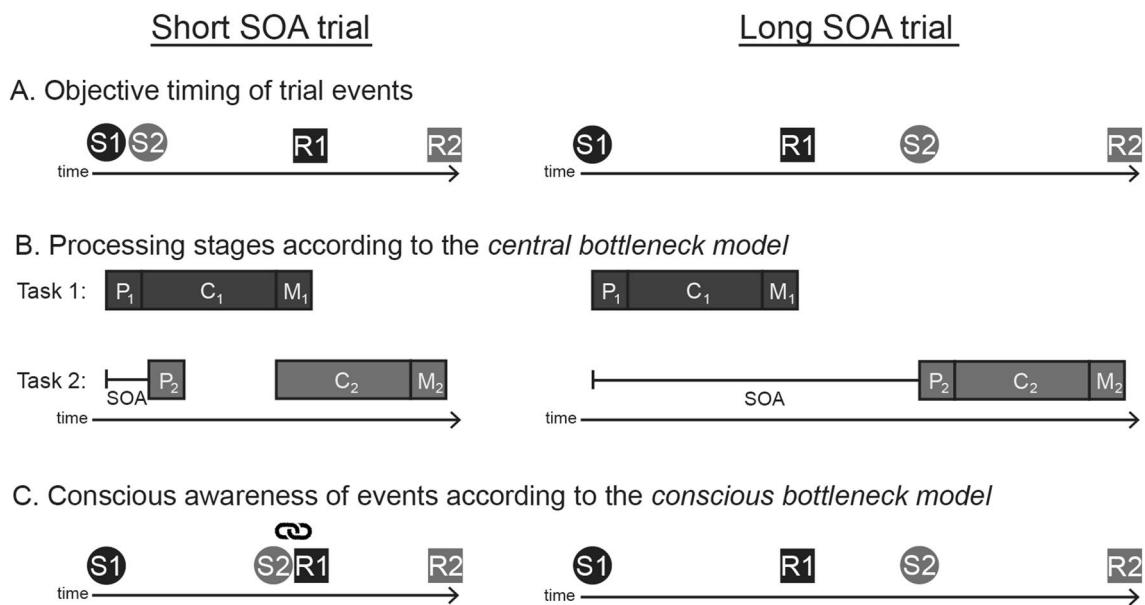 Short SOA trial
Long SOA trial
A. Objective timing of trial events
S1 S2 R1 R2
time
S1 R1 S2 R2
time
B. Processing stages according to the central bottleneck model
Task 1: P1 C1 M1
P1 C1 M1
Task 2: SOA P2 C2 M2
time
SOA P2 C2 M2
time
C. Conscious awareness of events according to the conscious bottleneck model
S1 S2 R1 R2
time
S1 R1 S2 R2
time